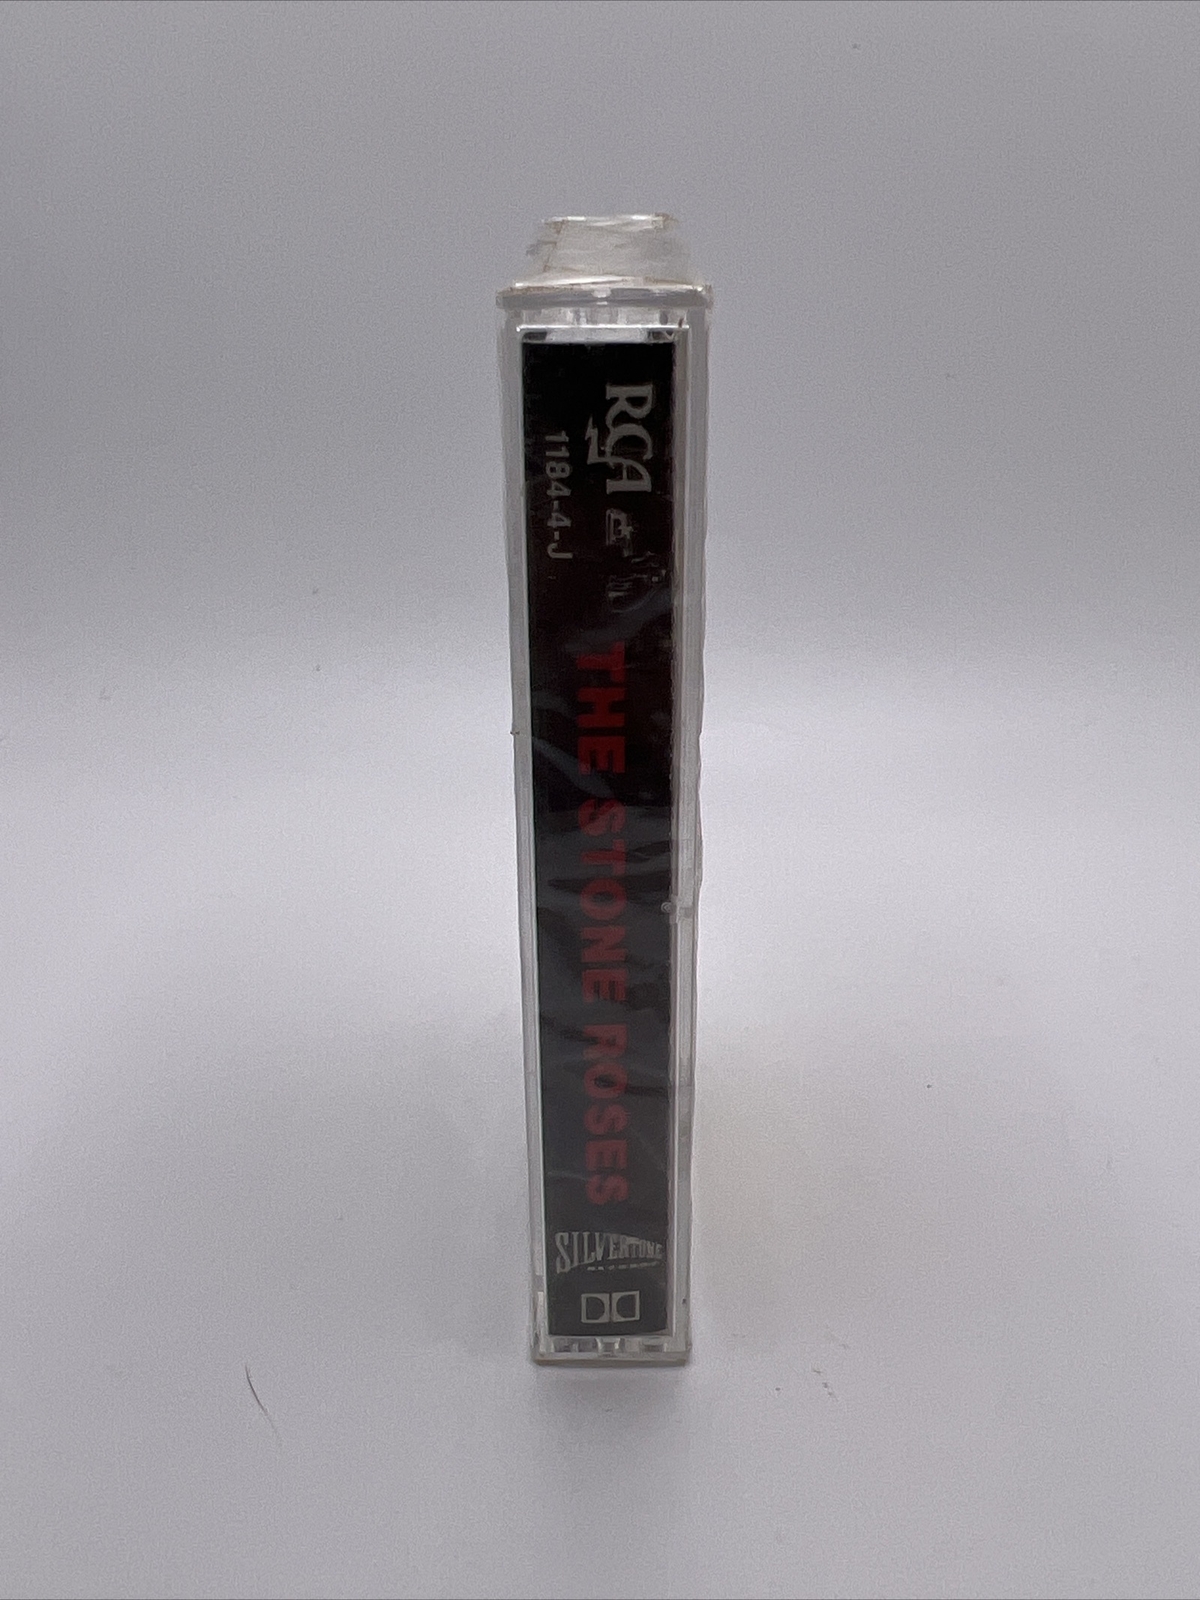 RCA
1184-4-J
THE STONE ROSES
SILVERTONE